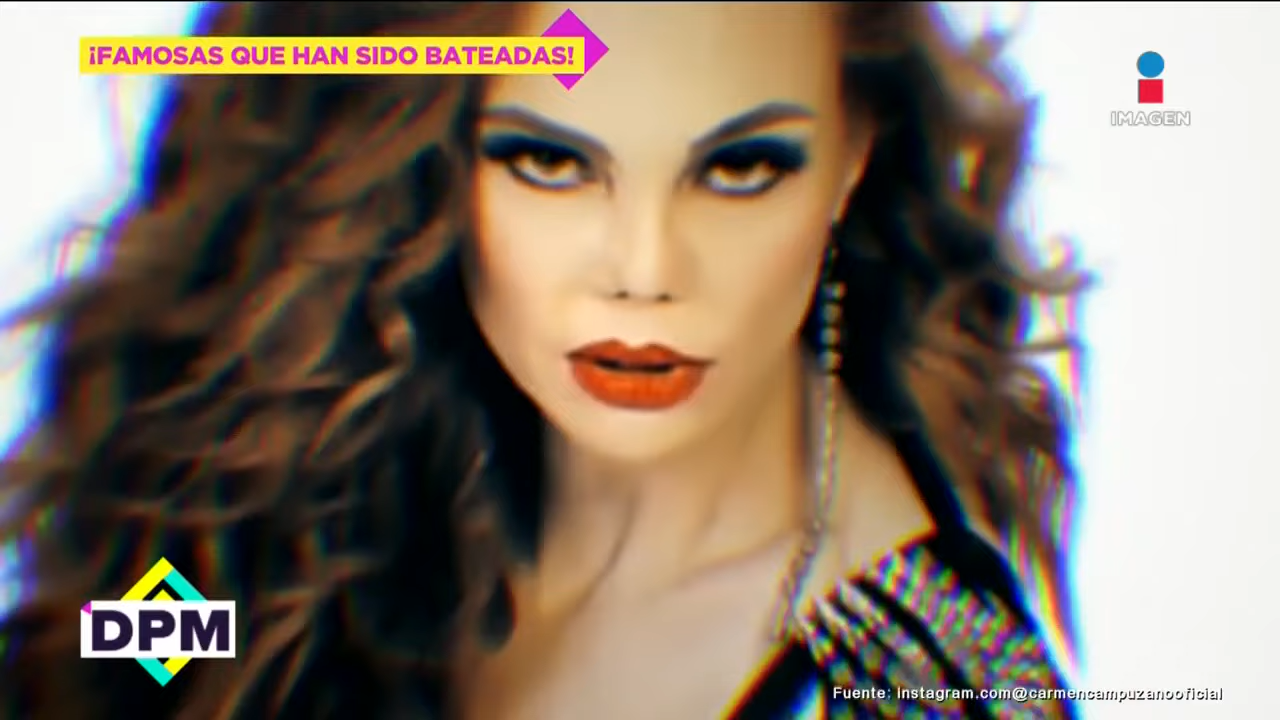 ¡FAMOSAS QUE HAN SIDO BATEADAS!
IMAGEN
DPM
Fuente: Instagram.com@carmencampuzanooficial